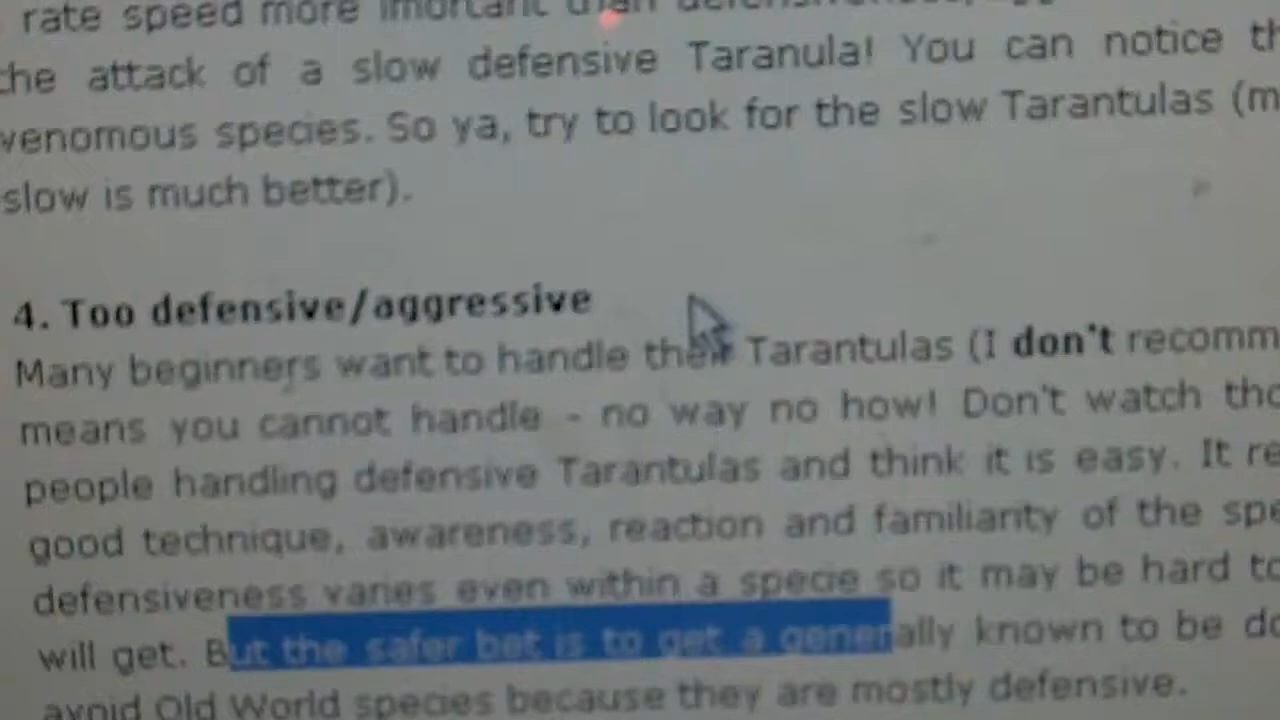 rate speed more imortant than
the attack of a slow defensive Taranula! You can notice th
venomous species. So ya, try to look for the slow Tarantulas (m
slow is much better).
4. Too defensive/aggressive
Many beginners want to handle their Tarantulas (I don't recomm
means you cannot handle - no way no how! Don't watch tho
people handling defensive Tarantulas and think it is easy. It re
good technique, awareness, reaction and familiarity of the spe
defensiveness varies even within a specie so it may be hard to
will get. But the safer bet is to get a generally known to be do
avoid Old World species because they are mostly defensive.